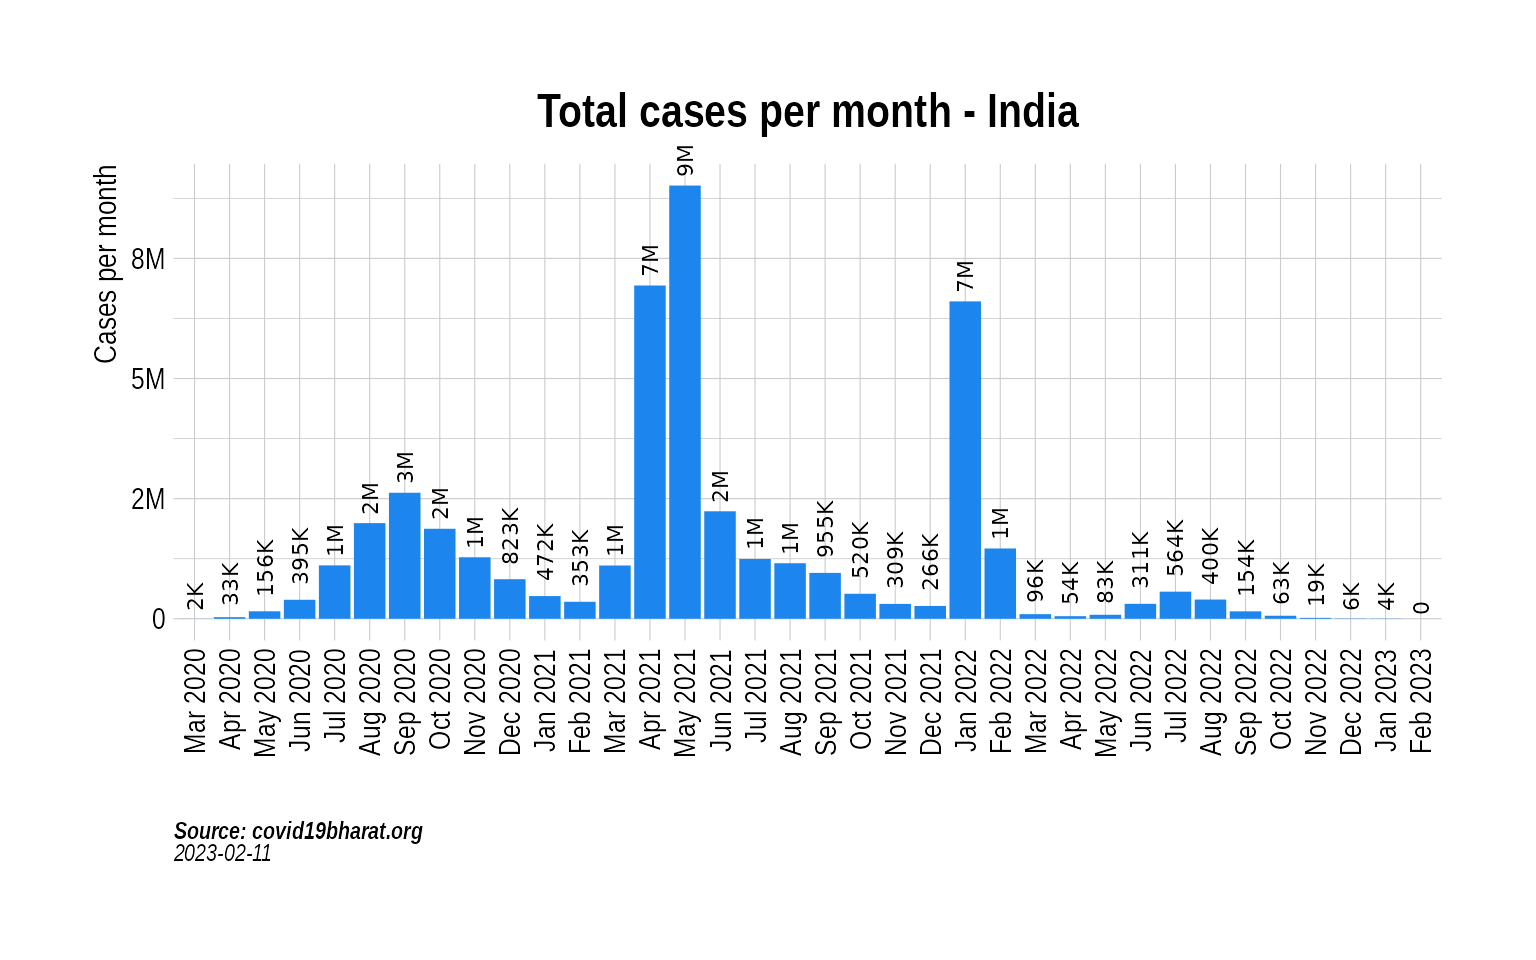 Total cases per month - India
Cases per month
8M
5M
2M
0
2K
33K
156K
395K
1M
2M
3M
2M
1M
823K
472K
353K
1M
7M
9M
2M
1M
1M
955K
520K
309K
266K
7M
1M
96K
54K
83K
311K
564K
400K
154K
63K
19K
6K
4K
0
Mar 2020
Apr 2020
May 2020
Jun 2020
Jul 2020
Aug 2020
Sep 2020
Oct 2020
Nov 2020
Dec 2020
Jan 2021
Feb 2021
Mar 2021
Apr 2021
May 2021
Jun 2021
Jul 2021
Aug 2021
Sep 2021
Oct 2021
Nov 2021
Dec 2021
Jan 2022
Feb 2022
Mar 2022
Apr 2022
May 2022
Jun 2022
Jul 2022
Aug 2022
Sep 2022
Oct 2022
Nov 2022
Dec 2022
Jan 2023
Feb 2023
Source: covid19bharat.org
2023-02-11